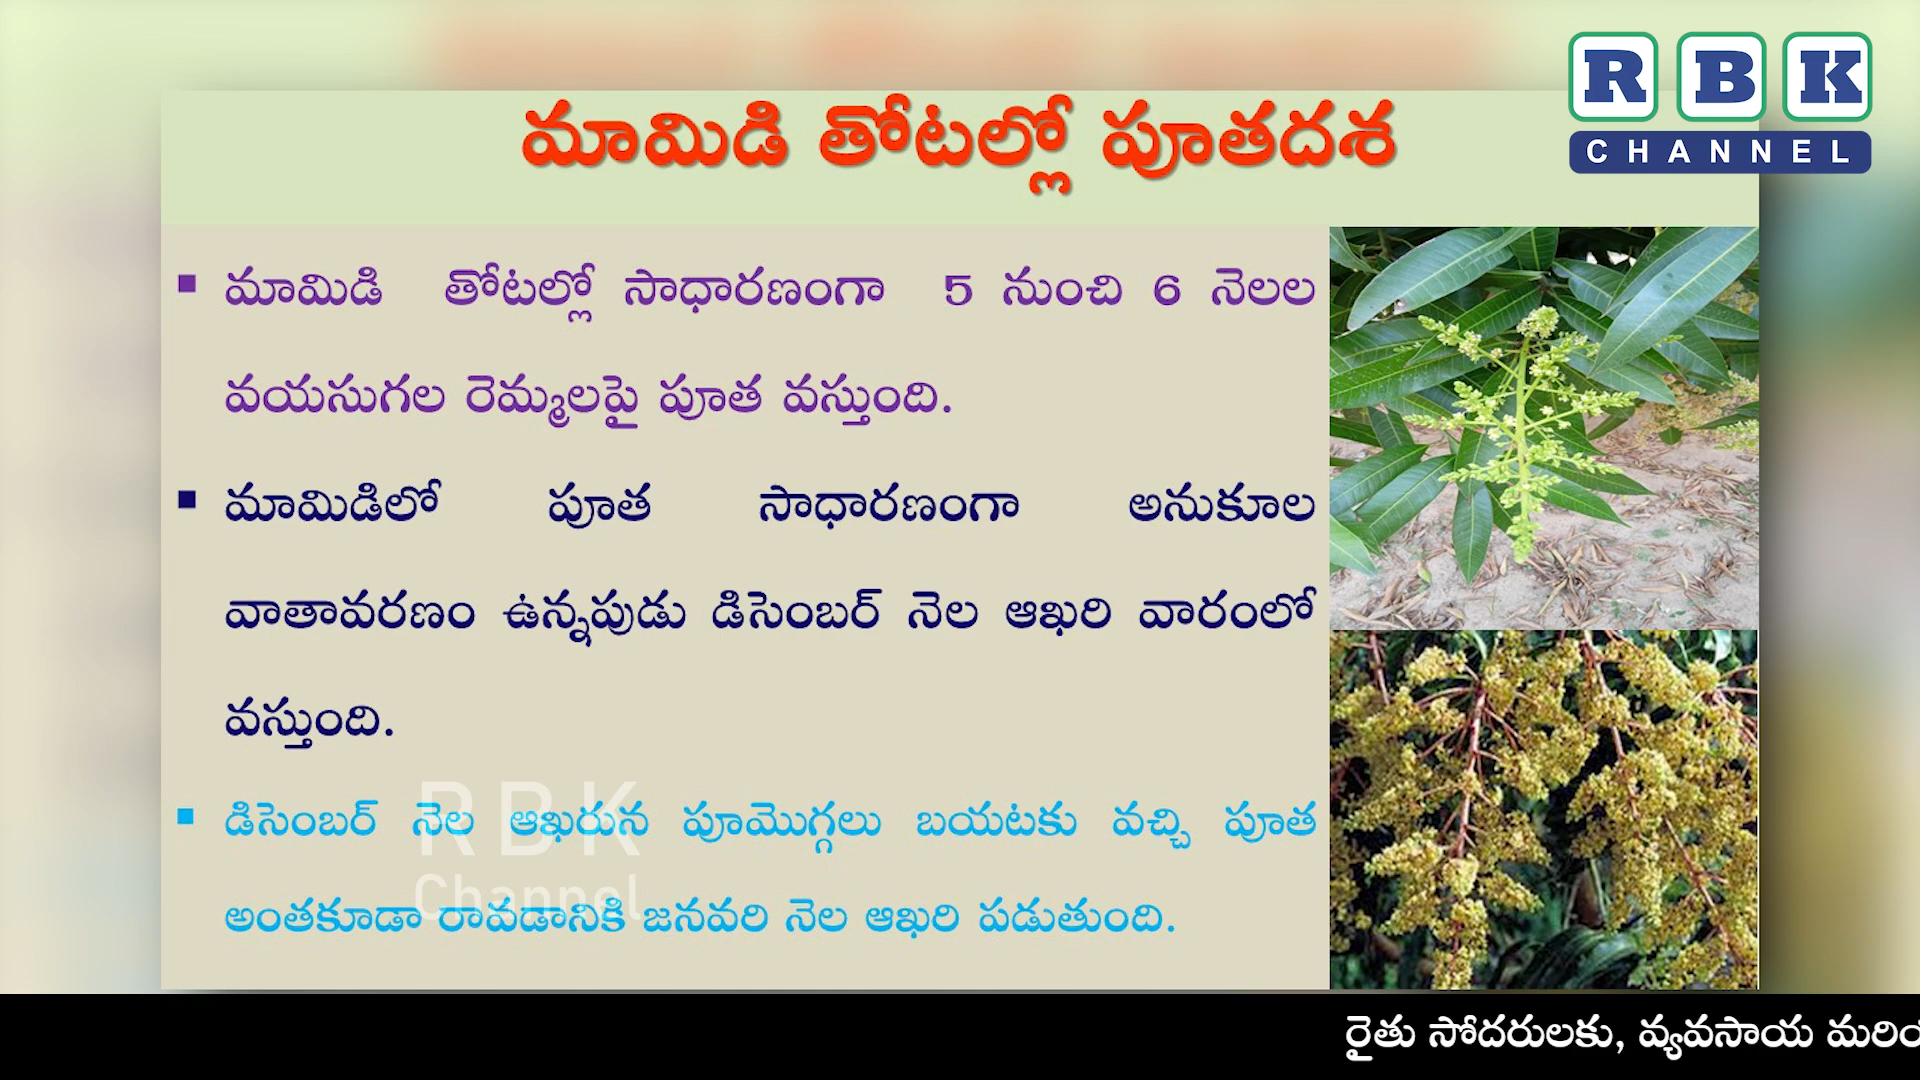 R B K
CHANNEL
మామిడి తోటల్లో పూతదశ
▪ మామిడి తోటల్లో సాధారణంగా 5 నుంచి 6 నెలల
వయసుగల రెమ్మలపై పూత వస్తుంది.
▪ మామిడిలో పూత సాధారణంగా అనుకూల
వాతావరణం ఉన్నపుడు డిసెంబర్ నెల ఆఖరి వారంలో
వస్తుంది.
▪ డిసెంబర్ నెల ఆఖరున పూమొగ్గలు బయటకు వచ్చి పూత
అంతకూడా రావడానికి జనవరి నెల ఆఖరి పడుతుంది.
RBK
Channel
రైతు సోదరులకు, వ్యవసాయ